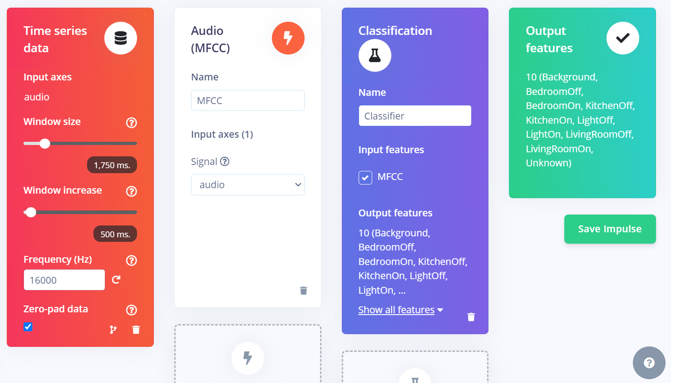 Time series
data
Input axes
audio
Window size
1,750 ms.
Window increase
500 ms.
Frequency (Hz)
16000
Zero-pad data
Audio
(MFCC)
Name
MFCC
Input axes (1)
Signal
audio
Classification
Name
Classifier
Input features
MFCC
Output features
10 (Background,
BedroomOff,
BedroomOn, KitchenOff,
KitchenOn, LightOff,
LightOn, ...
Show all features
Output
features
10 (Background,
BedroomOff,
BedroomOn, KitchenOff,
KitchenOn, LightOff,
LightOn, LivingRoomOff,
LivingRoomOn,
Unknown)
Save Impulse